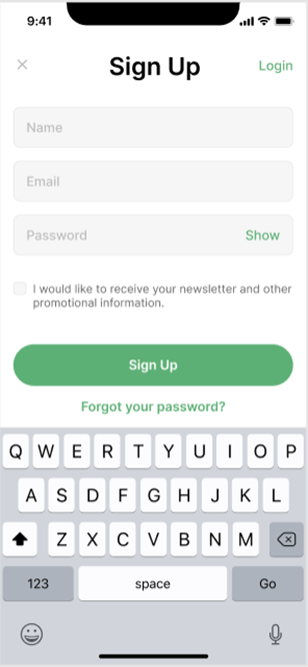 9:41
Sign Up
Login
Name
Email
Password
Show
I would like to receive your newsletter and other
promotional information.
Sign Up
Forgot your password?
Q W E R T Y U I O P
A S D F G H J K L
Z X C V B N M
123 space Go